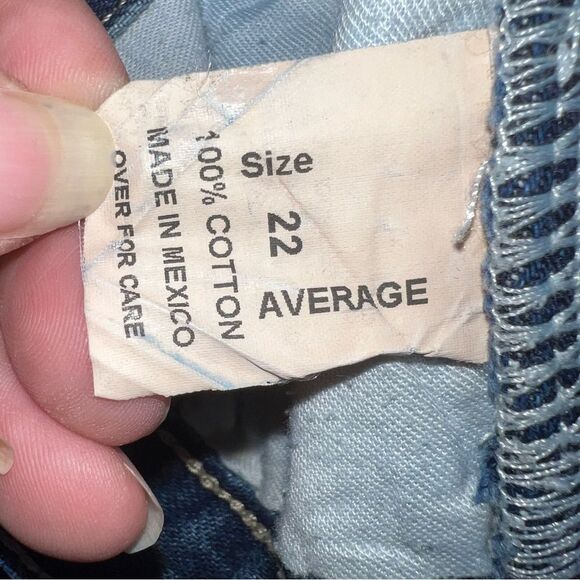 Size
22
AVERAGE
100% COTTON
MADE IN MEXICO
OVER FOR CARE